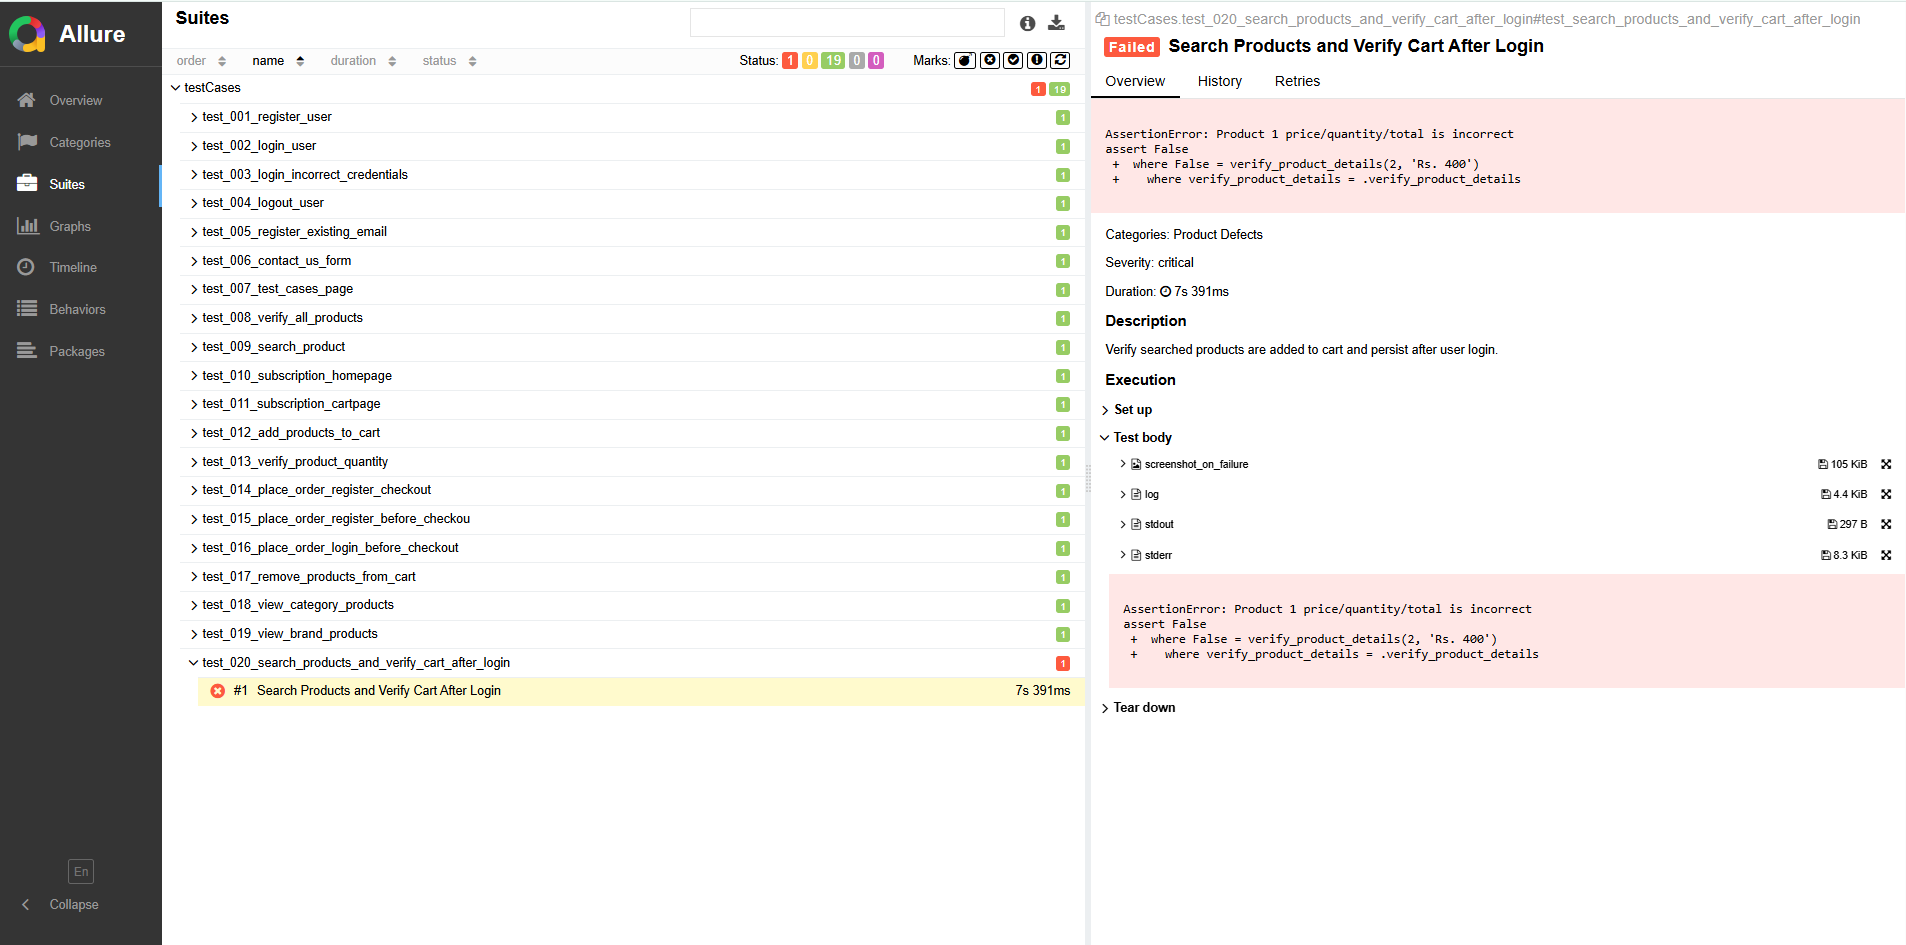 Allure
Overview
Categories
Suites
Graphs
Timeline
Behaviors
Packages
En
Collapse
Suites
order name duration status Status: 1 0 19 0 0 Marks:
testCases 1 19
test_001_register_user 1
test_002_login_user 1
test_003_login_incorrect_credentials 1
test_004_logout_user 1
test_005_register_existing_email 1
test_006_contact_us_form 1
test_007_test_cases_page 1
test_008_verify_all_products 1
test_009_search_product 1
test_010_subscription_homepage 1
test_011_subscription_cartpage 1
test_012_add_products_to_cart 1
test_013_verify_product_quantity 1
test_014_place_order_register_checkout 1
test_015_place_order_register_before_checkou 1
test_016_place_order_login_before_checkout 1
test_017_remove_products_from_cart 1
test_018_view_category_products 1
test_019_view_brand_products 1
test_020_search_products_and_verify_cart_after_login 1
#1 Search Products and Verify Cart After Login 7s 391ms
testCases.test_020_search_products_and_verify_cart_after_login#test_search_products_and_verify_cart_after_login
Failed Search Products and Verify Cart After Login
Overview History Retries
AssertionError: Product 1 price/quantity/total is incorrect
assert False
+ where False = verify_product_details(2, 'Rs. 400')
+ where verify_product_details = .verify_product_details
Categories: Product Defects
Severity: critical
Duration: 7s 391ms
Description
Verify searched products are added to cart and persist after user login.
Execution
Set up
Test body
screenshot_on_failure 105 KiB
log 4.4 KiB
stdout 297 B
stderr 8.3 KiB
AssertionError: Product 1 price/quantity/total is incorrect
assert False
+ where False = verify_product_details(2, 'Rs. 400')
+ where verify_product_details = .verify_product_details
Tear down